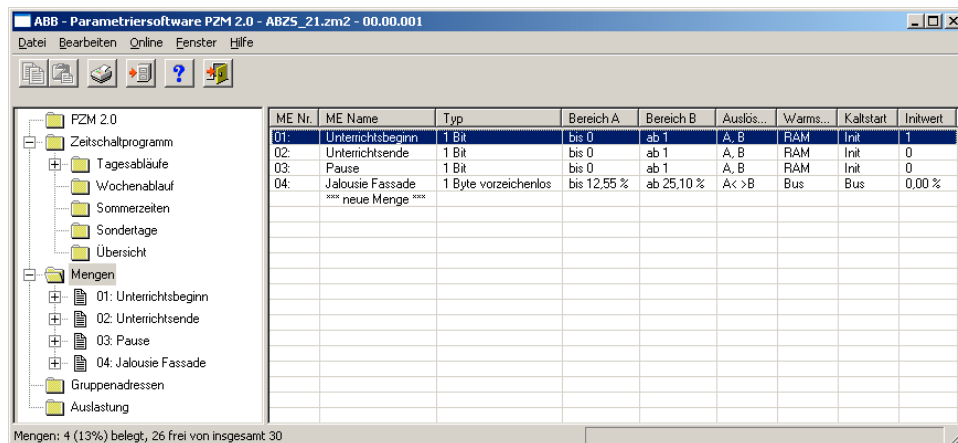 ABB - Parametriersoftware PZM 2.0 - ABZS_21.zm2 - 00.00.001
Datei Bearbeiten Online Fenster Hilfe
PZM 2.0
Zeitschaltprogramm
Tagesabläufe
Wochenablauf
Sommerzeiten
Sondertage
Übersicht
Mengen
01: Unterrichtsbeginn
02: Unterrichtsende
03: Pause
04: Jalousie Fassade
Gruppenadressen
Auslastung
ME Nr. ME Name Typ Bereich A Bereich B Auslös... Warms... Kaltstart Initwert
01: Unterrichtsbeginn 1 Bit bis 0 ab 1 A, B RAM Init 1
02: Unterrichtsende 1 Bit bis 0 ab 1 A, B RAM Init 0
03: Pause 1 Bit bis 0 ab 1 A, B RAM Init 0
04: Jalousie Fassade 1 Byte vorzeichenlos bis 12,55 % ab 25,10 % A< >B Bus Bus 0,00 %
*** neue Menge ***
Mengen: 4 (13%) belegt, 26 frei von insgesamt 30